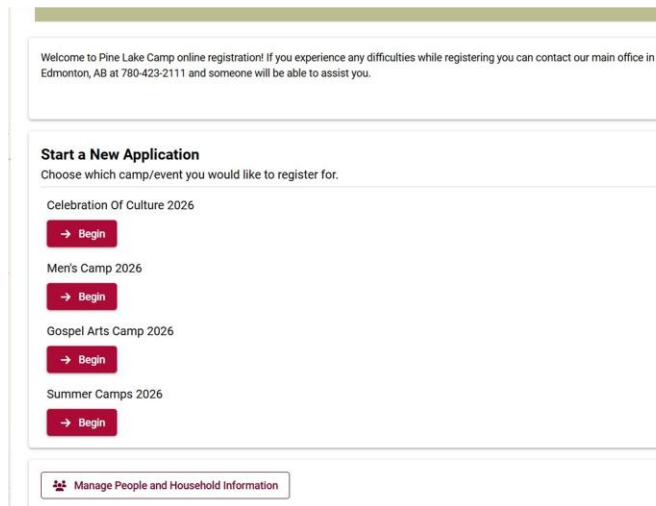 Welcome to Pine Lake Camp online registration! If you experience any difficulties while registering you can contact our main office in
Edmonton, AB at 780-423-2111 and someone will be able to assist you.
Start a New Application
Choose which camp/event you would like to register for.
Celebration Of Culture 2026
→ Begin
Men's Camp 2026
→ Begin
Gospel Arts Camp 2026
→ Begin
Summer Camps 2026
→ Begin
Manage People and Household Information